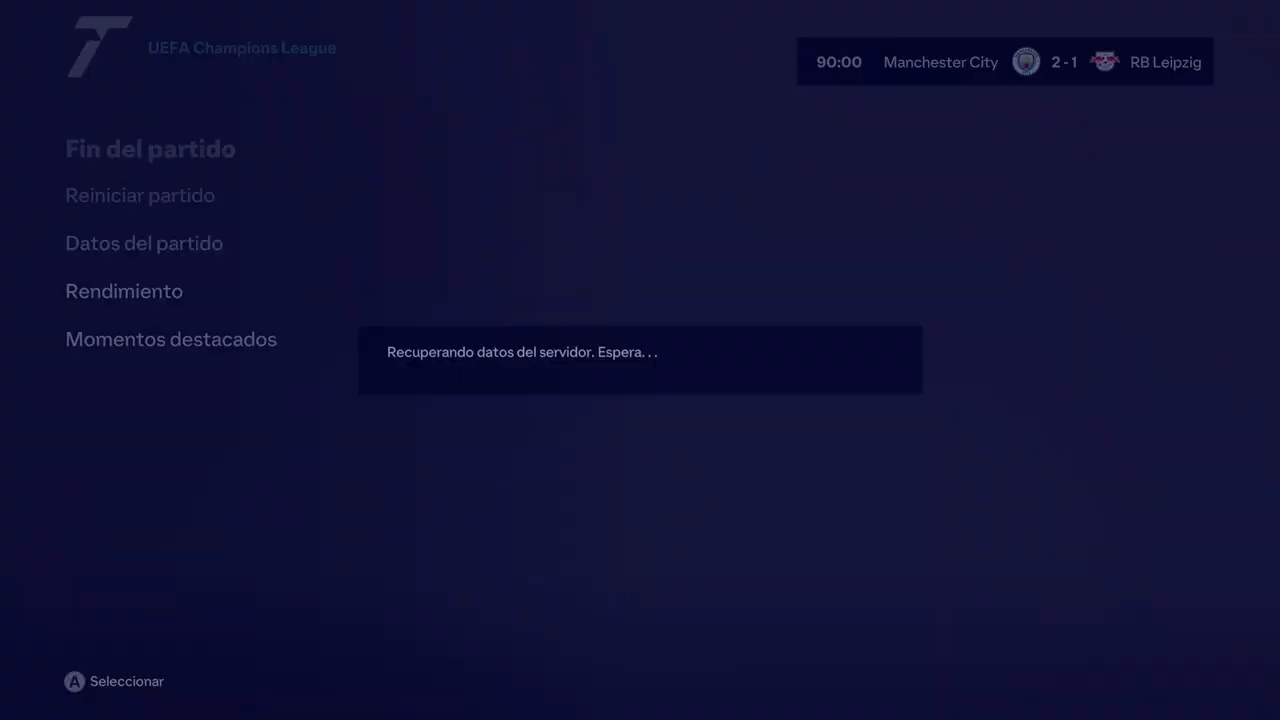 UEFA Champions League
90:00 Manchester City 2 - 1 RB Leipzig
Fin del partido
Reiniciar partido
Datos del partido
Rendimiento
Momentos destacados
Recuperando datos del servidor. Espera. . .
A Seleccionar